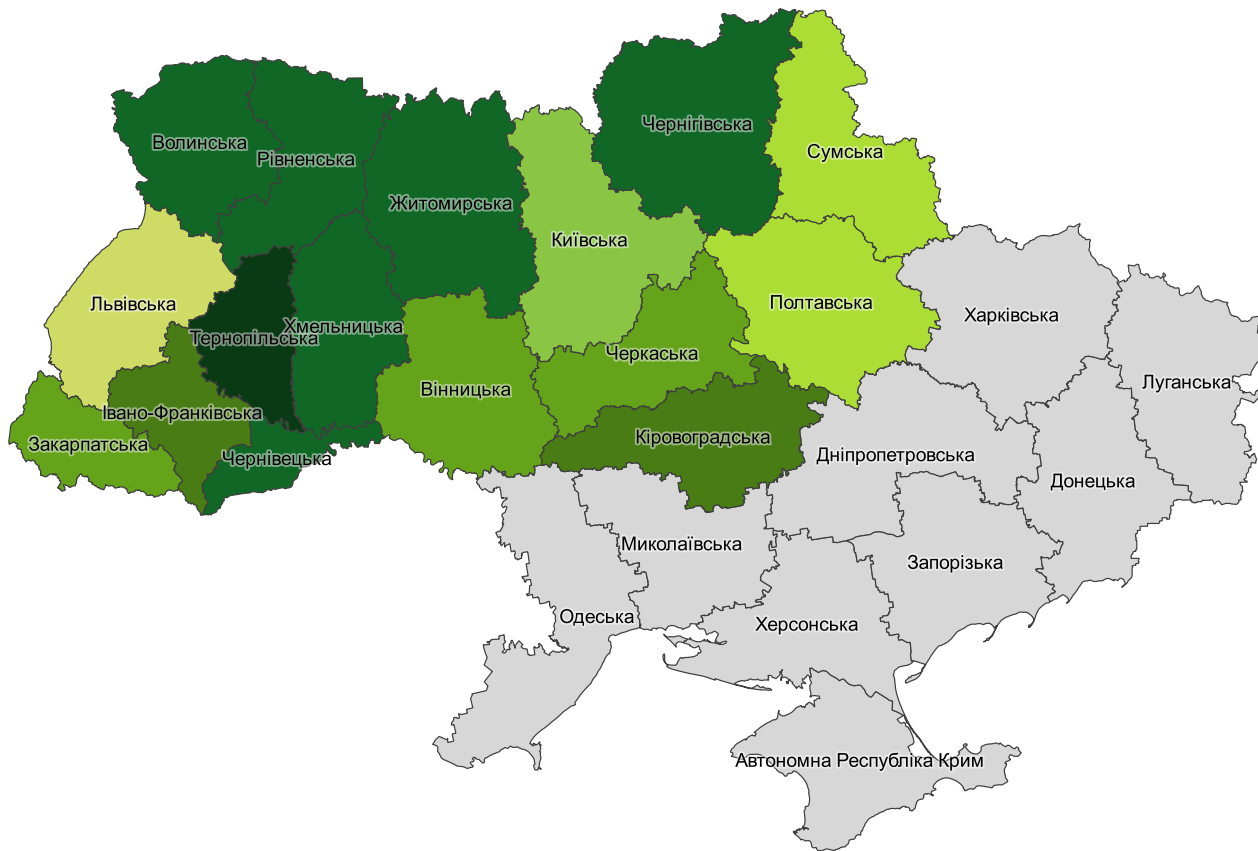 Чернігівська
Волинська
Сумська
Рівненська
Житомирська
Київська
Львівська
Полтавська
Харківська
Тернопільська
Хмельницька
Черкаська
Луганська
Вінницька
Івано-Франківська
Кіровоградська
Закарпатська
Дніпропетровська
Чернівецька
Донецька
Миколаївська
Запорізька
Одеська
Херсонська
Автономна Республіка Крим